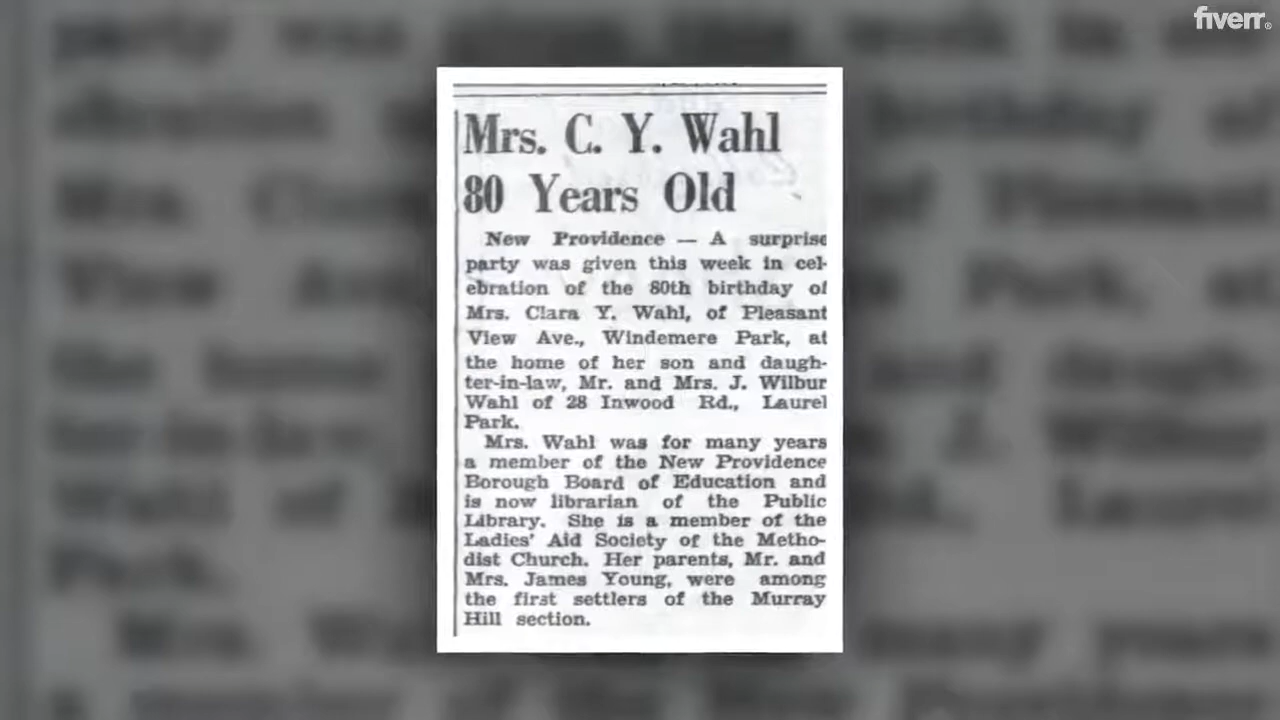 fiverr.
Mrs. C. Y. Wahl
80 Years Old
New Providence — A surprise
party was given this week in cel-
ebration of the 80th birthday of
Mrs. Clara Y. Wahl, of Pleasant
View Ave., Windemere Park, at
the home of her son and daugh-
ter-in-law, Mr. and Mrs. J. Wilbur
Wahl of 28 Inwood Rd., Laurel
Park.
Mrs. Wahl was for many years
a member of the New Providence
Borough Board of Education and
is now librarian of the Public
Library. She is a member of the
Ladies' Aid Society of the Metho-
dist Church. Her parents, Mr. and
Mrs. James Young, were among
the first settlers of the Murray
Hill section.